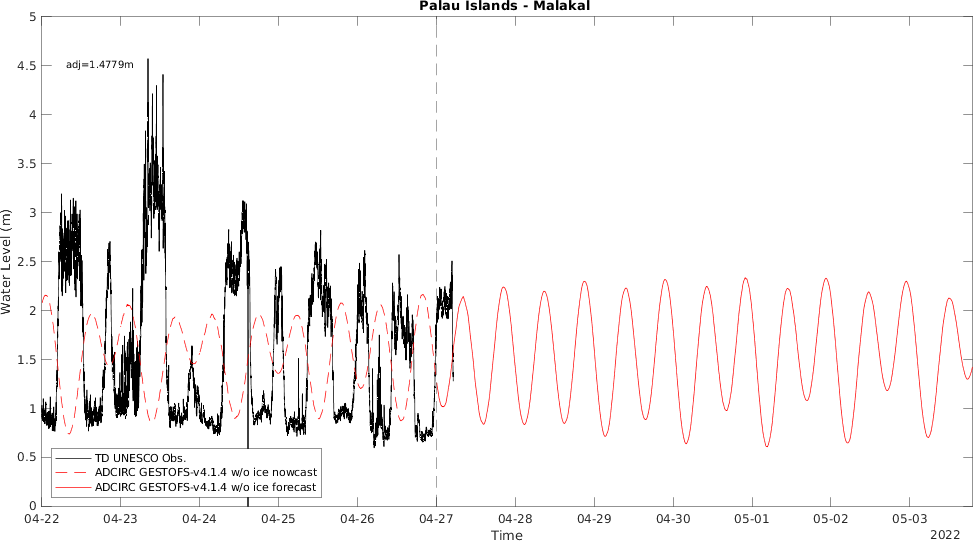 Palau Islands - Malakal
5
4.5
4
3.5
3
2.5
2
1.5
1
0.5
0
Water Level (m)
adj=1.4779m
TD UNESCO Obs.
ADCIRC GESTOFS-v4.1.4 w/o ice nowcast
ADCIRC GESTOFS-v4.1.4 w/o ice forecast
04-22 04-23 04-24 04-25 04-26 04-27 04-28 04-29 04-30 05-01 05-02 05-03
Time
2022